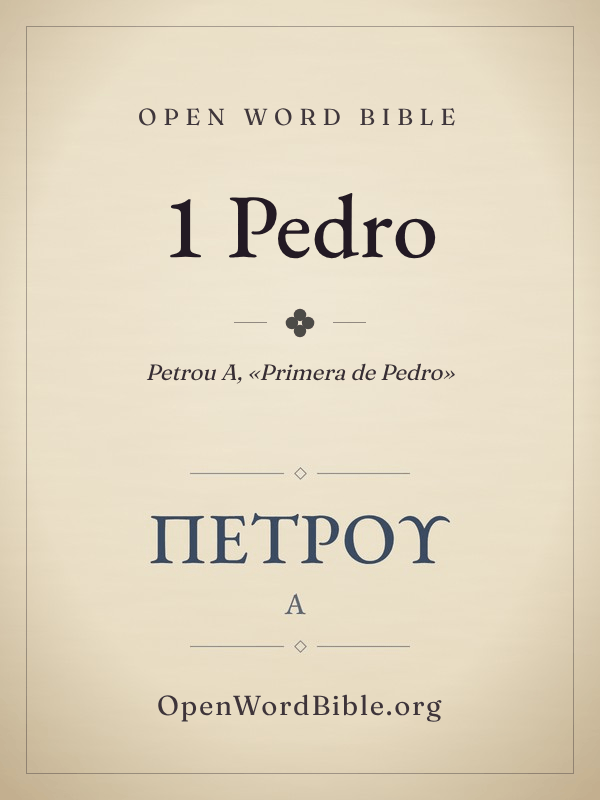 OPEN WORD BIBLE
1 Pedro
Petrou A, «Primera de Pedro»
ΠΕΤΡΟΥ
Α
OpenWordBible.org